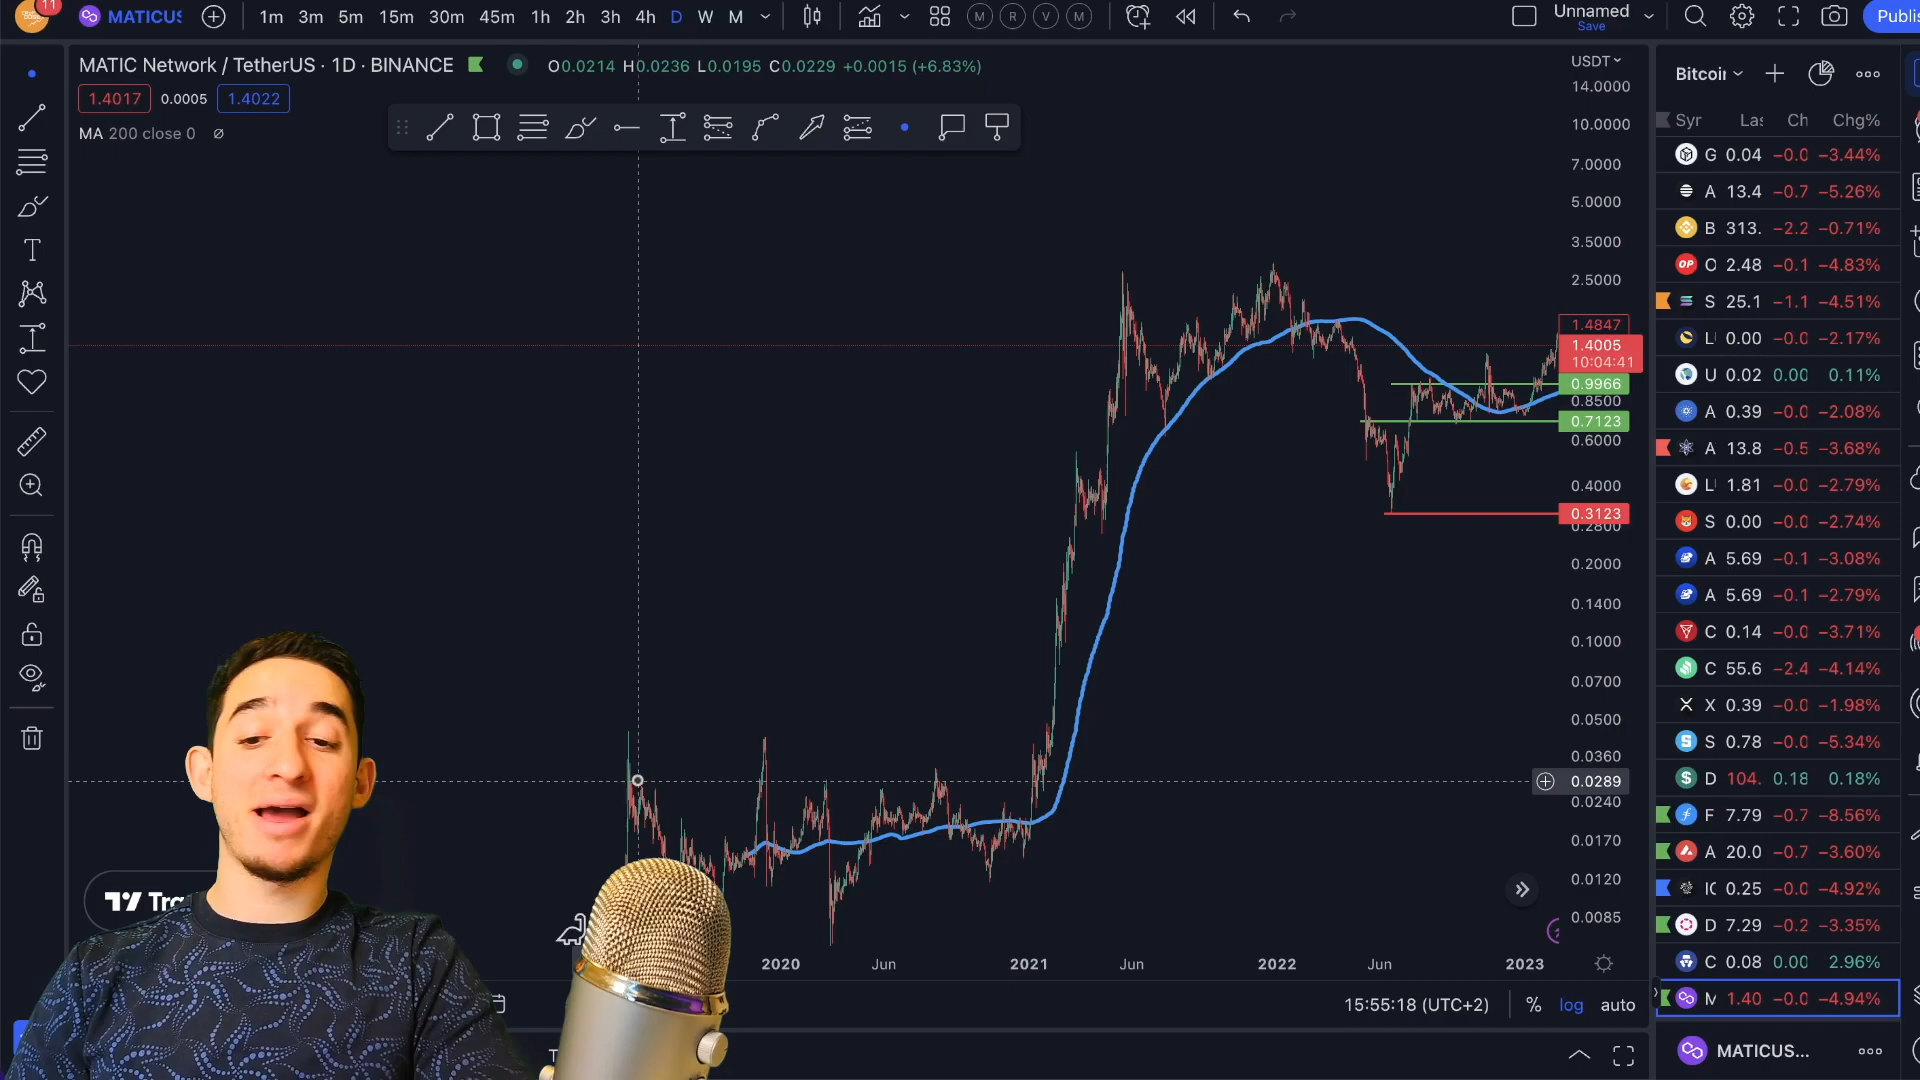 11
MATICUS
1m 3m 5m 15m 30m 45m 1h 2h 3h 4h D W M
M R V M
Unnamed
Save
Publis
MATIC Network / TetherUS · 1D · BINANCE
O0.0214 H0.0236 L0.0195 C0.0229 +0.0015 (+6.83%)
1.4017 0.0005 1.4022
MA 200 close 0
USDT
14.0000
10.0000
7.0000
5.0000
3.5000
2.5000
1.4847
1.4005
10:04:41
0.9966
0.8500
0.7123
0.6000
0.4000
0.3123
0.2800
0.2000
0.1400
0.1000
0.0700
0.0500
0.0360
0.0289
0.0240
0.0170
0.0120
0.0085
Bitcoin
Syr Las Ch Chg%
G 0.04 −0.0 −3.44%
A 13.4 −0.7 −5.26%
B 313. −2.2 −0.71%
O 2.48 −0.1 −4.83%
S 25.1 −1.1 −4.51%
L 0.00 −0.0 −2.17%
U 0.02 0.00 0.11%
A 0.39 −0.0 −2.08%
A 13.8 −0.5 −3.68%
L 1.81 −0.0 −2.79%
S 0.00 −0.0 −2.74%
A 5.69 −0.1 −3.08%
A 5.69 −0.1 −2.79%
C 0.14 −0.0 −3.71%
C 55.6 −2.4 −4.14%
X 0.39 −0.0 −1.98%
S 0.78 −0.0 −5.34%
D 104. 0.18 0.18%
F 7.79 −0.7 −8.56%
A 20.0 −0.7 −3.60%
IC 0.25 −0.0 −4.92%
D 7.29 −0.2 −3.35%
C 0.08 0.00 2.96%
M 1.40 −0.0 −4.94%
MATICUS...
Tra
2020 Jun 2021 Jun 2022 Jun 2023
15:55:18 (UTC+2) % log auto